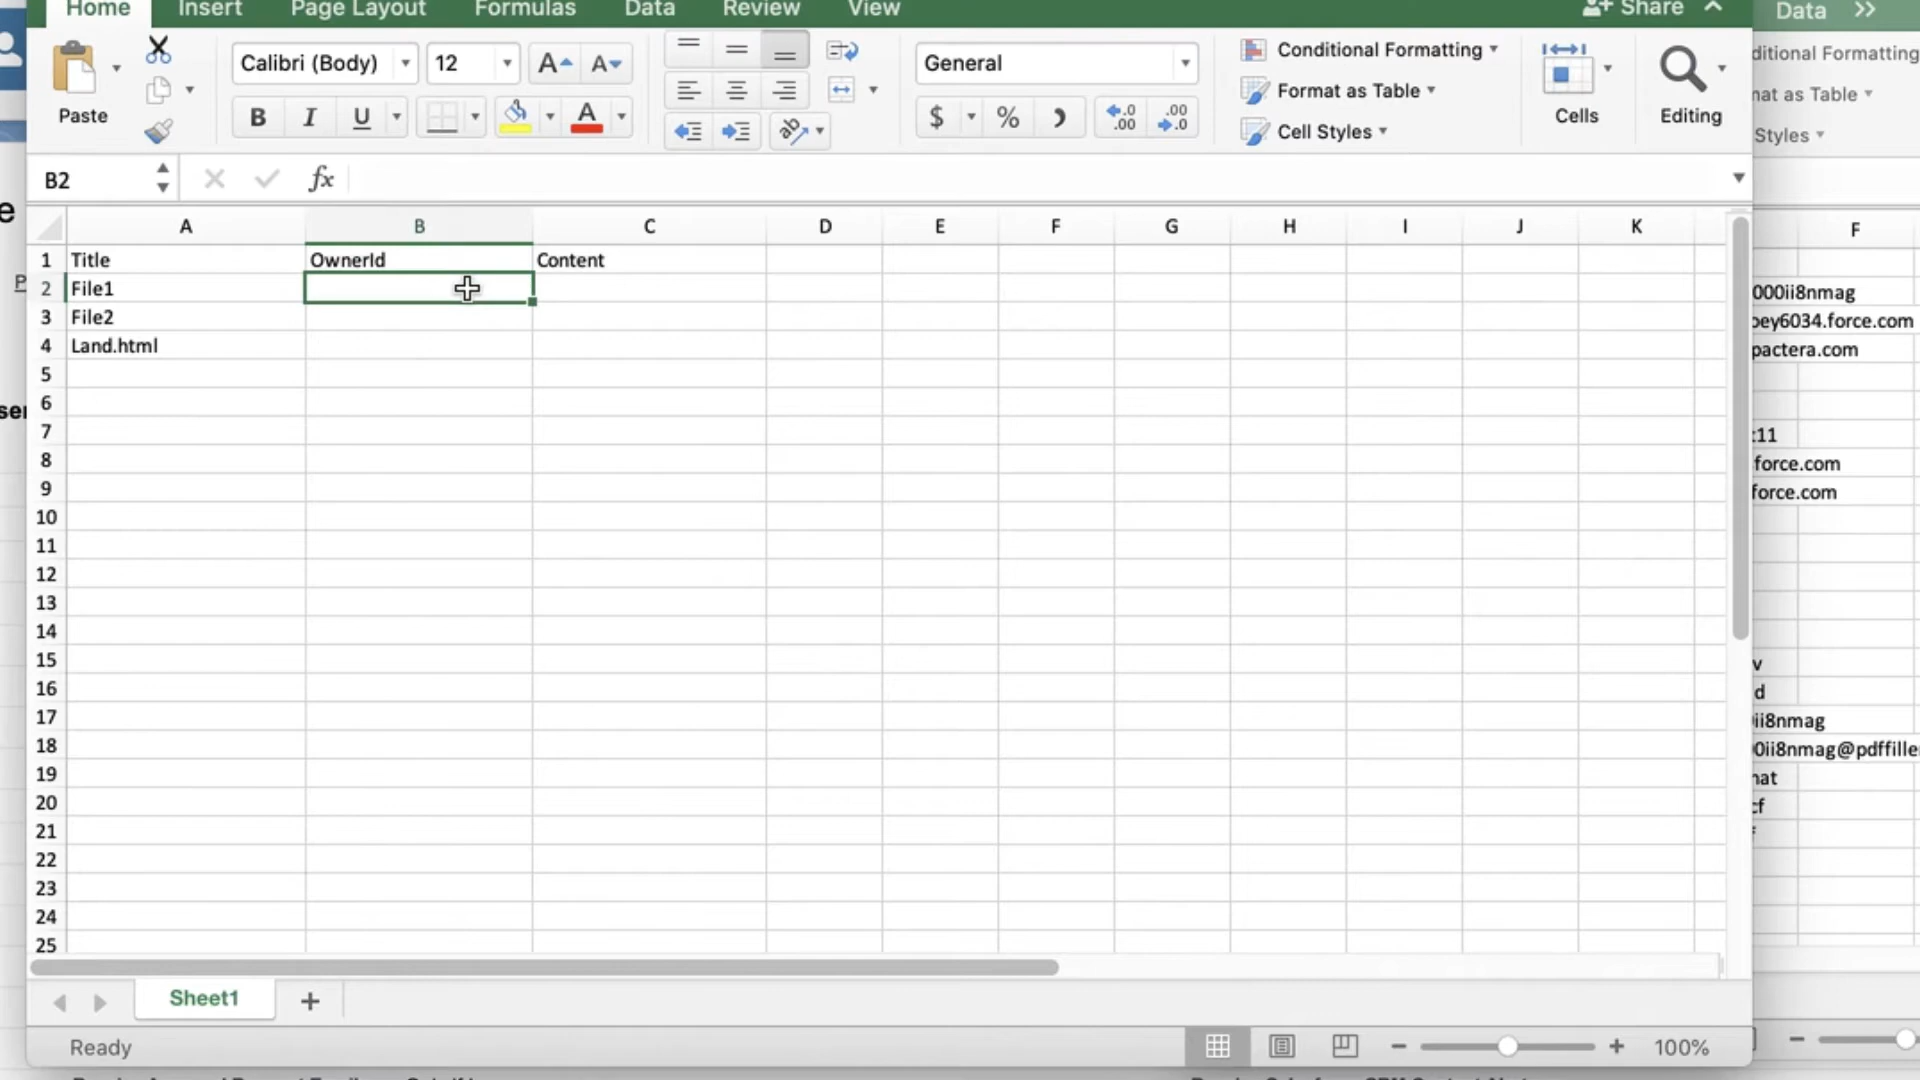 Home Insert Page Layout Formulas Data Review View Share Data
Calibri (Body) 12 General Conditional Formatting
Format as Table
Cell Styles
Paste B I U A $ % .00 .00 Cells Editing
ditional Formatting
nat as Table
Styles
B2 fx
A B C D E F G H I J K F
1 Title OwnerId Content
2 File1
3 File2
4 Land.html
5
6
7
8
9
10
11
12
13
14
15
16
17
18
19
20
21
22
23
24
25
000ii8nmag
oey6034.force.com
pactera.com
:11
force.com
force.com
v
d
ii8nmag
0ii8nmag@pdffille
nat
cf
Sheet1 +
Ready 100%